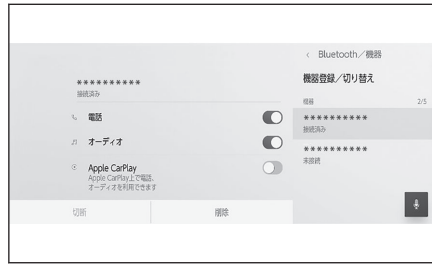 **********
接続済み
電話
オーディオ
Apple CarPlay
Apple CarPlay上で電話、
オーディオを利用できます
切断
削除
< Bluetooth／機器
機器登録／切り替え
機器 2/5
**********
接続済み
**********
未接続